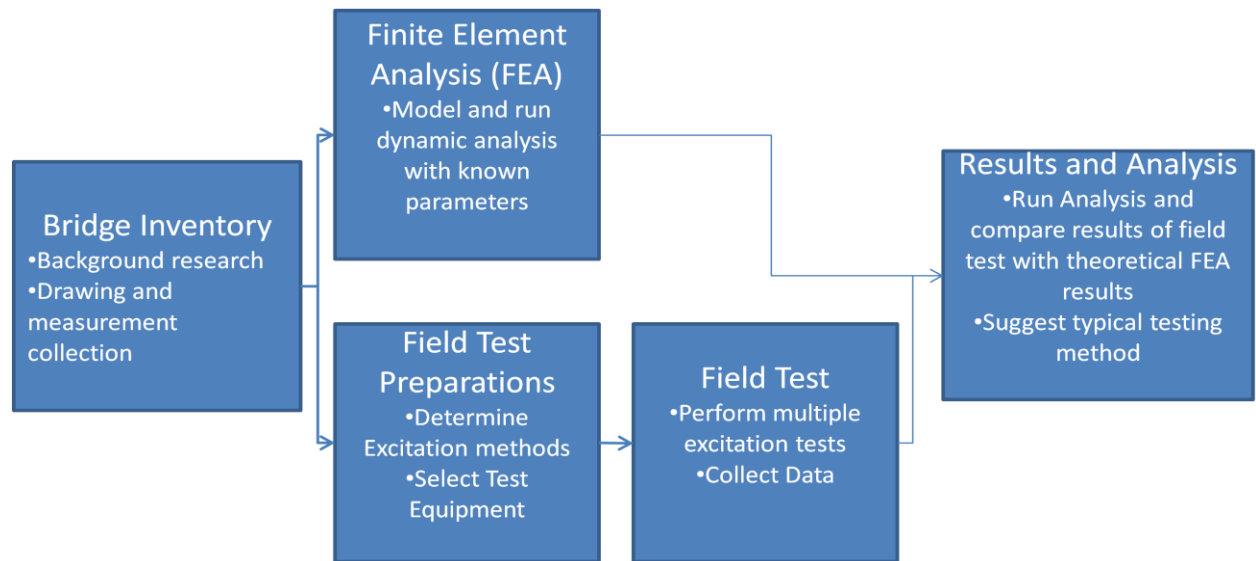 Bridge Inventory
•Background research
•Drawing and
measurement
collection
Finite Element
Analysis (FEA)
•Model and run
dynamic analysis
with known
parameters
Field Test
Preparations
•Determine
Excitation methods
•Select Test
Equipment
Field Test
•Perform multiple
excitation tests
•Collect Data
Results and Analysis
•Run Analysis and
compare results of field
test with theoretical FEA
results
•Suggest typical testing
method